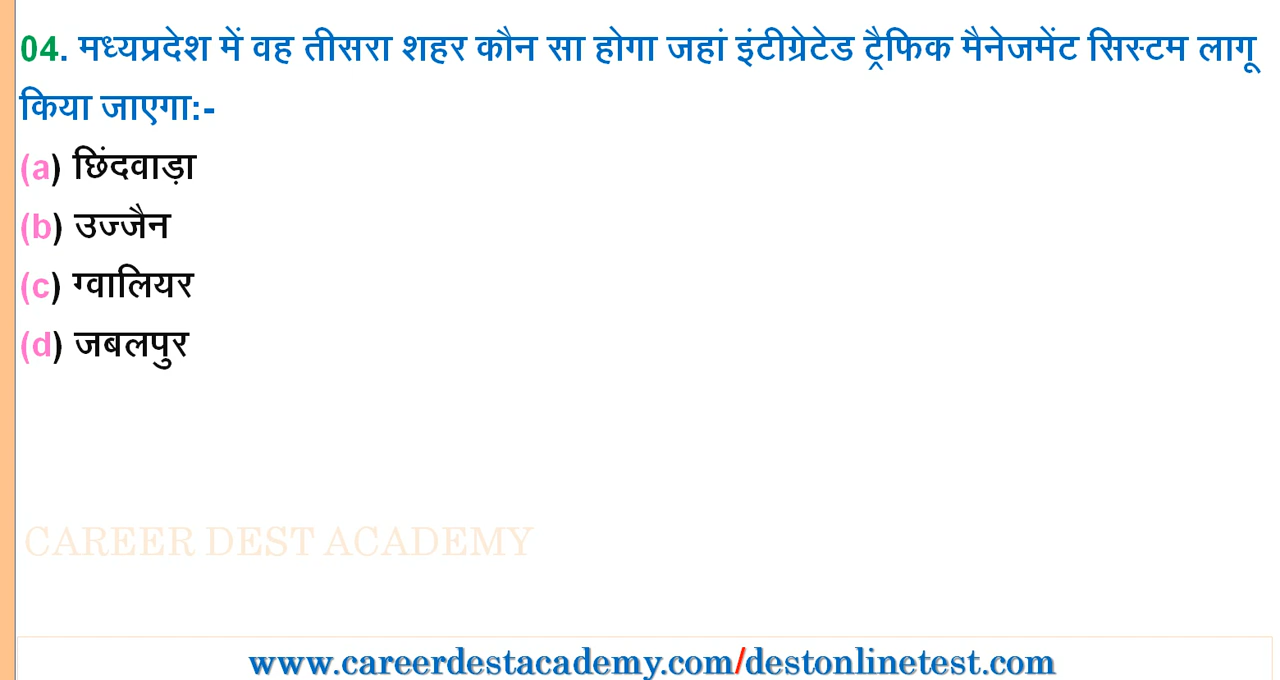 04. मध्यप्रदेश में वह तीसरा शहर कौन सा होगा जहां इंटीग्रेटेड ट्रैफिक मैनेजमेंट सिस्टम लागू
किया जाएगा:-
(a) छिंदवाड़ा
(b) उज्जैन
(c) ग्वालियर
(d) जबलपुर
CAREER DEST ACADEMY
www.careerdestacademy.com/destonlinetest.com